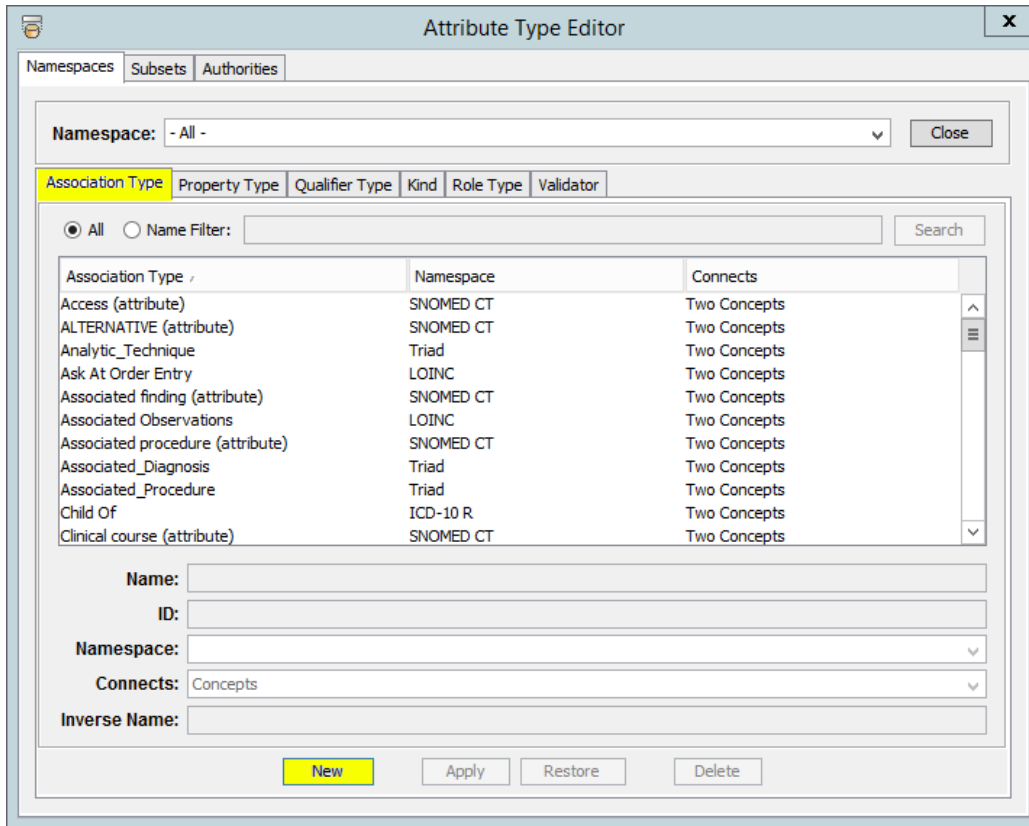 Attribute Type Editor
x
Namespaces Subsets Authorities
Namespace: - All - Close
Association Type Property Type Qualifier Type Kind Role Type Validator
All Name Filter: Search
Association Type Namespace Connects
Access (attribute) SNOMED CT Two Concepts
ALTERNATIVE (attribute) SNOMED CT Two Concepts
Analytic_Technique Triad Two Concepts
Ask At Order Entry LOINC Two Concepts
Associated finding (attribute) SNOMED CT Two Concepts
Associated Observations LOINC Two Concepts
Associated procedure (attribute) SNOMED CT Two Concepts
Associated_Diagnosis Triad Two Concepts
Associated_Procedure Triad Two Concepts
Child Of ICD-10 R Two Concepts
Clinical course (attribute) SNOMED CT Two Concepts
Name:
ID:
Namespace:
Connects: Concepts
Inverse Name:
New Apply Restore Delete